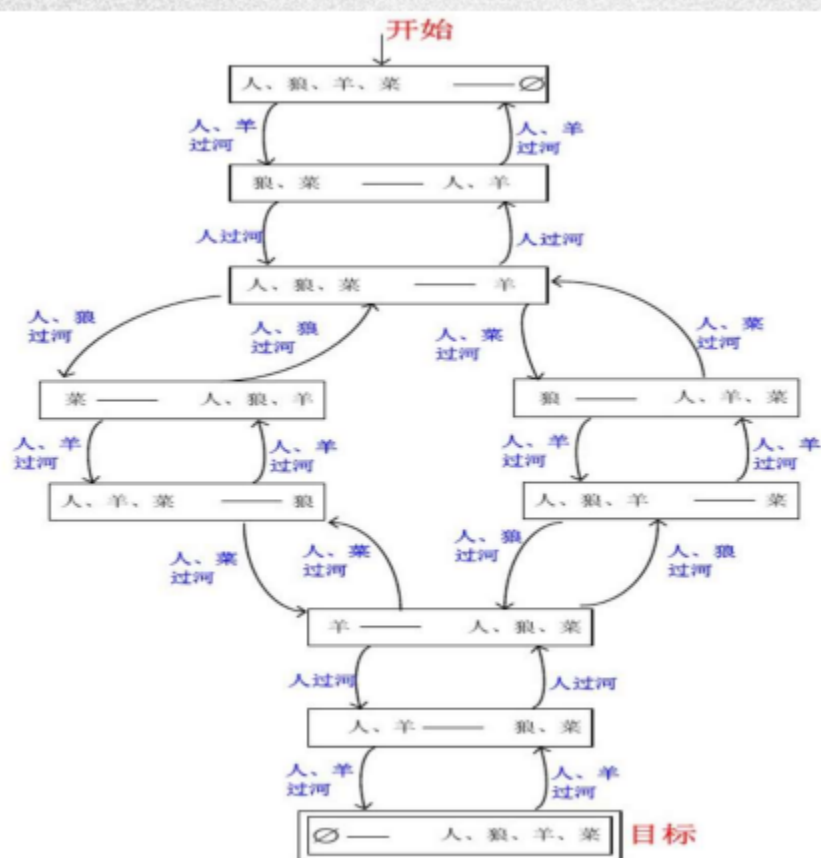 开始
人、狼、羊、菜 ——∅
人、羊
过河
人、羊
过河
狼、菜 —— 人、羊
人过河
人过河
人、狼、菜 —— 羊
人、狼
过河
人、狼
过河
人、菜
过河
人、菜
过河
菜 —— 人、狼、羊
狼 —— 人、羊、菜
人、羊
过河
人、羊
过河
人、羊
过河
人、羊
过河
人、羊、菜 —— 狼
人、狼、羊 —— 菜
人、菜
过河
人、菜
过河
人、狼
过河
人、狼
过河
羊 —— 人、狼、菜
人过河
人过河
人、羊 —— 狼、菜
人、羊
过河
人、羊
过河
∅ —— 人、狼、羊、菜
目标